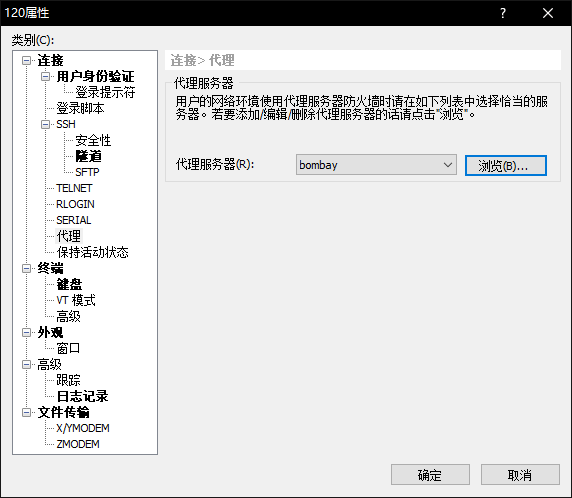 120属性
类别(C):
连接
用户身份验证
登录提示符
登录脚本
SSH
安全性
隧道
SFTP
TELNET
RLOGIN
SERIAL
代理
保持活动状态
终端
键盘
VT 模式
高级
外观
窗口
高级
跟踪
日志记录
文件传输
X/YMODEM
ZMODEM
连接> 代理
代理服务器
用户的网络环境使用代理服务器防火墙时请在如下列表中选择恰当的服
务器。若要添加/编辑/删除代理服务器的话请点击"浏览"。
代理服务器(R):
bombay
浏览(B)...
确定
取消